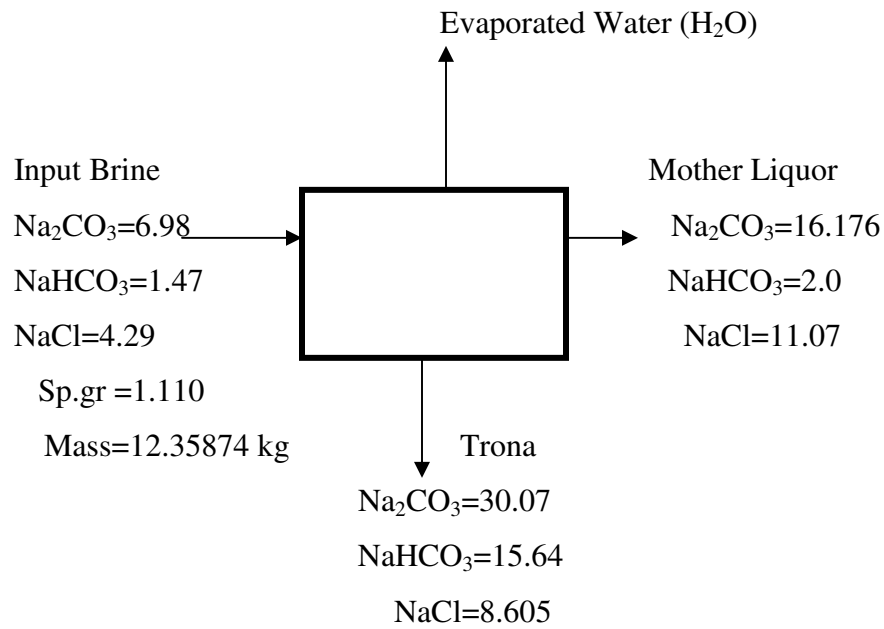 Evaporated Water (H₂O)
Input Brine
Na₂CO₃=6.98
NaHCO₃=1.47
NaCl=4.29
Sp.gr =1.110
Mass=12.35874 kg
Mother Liquor
Na₂CO₃=16.176
NaHCO₃=2.0
NaCl=11.07
Trona
Na₂CO₃=30.07
NaHCO₃=15.64
NaCl=8.605